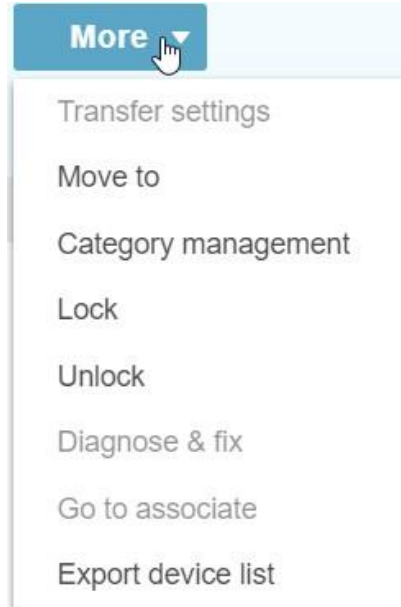 More
Transfer settings
Move to
Category management
Lock
Unlock
Diagnose & fix
Go to associate
Export device list